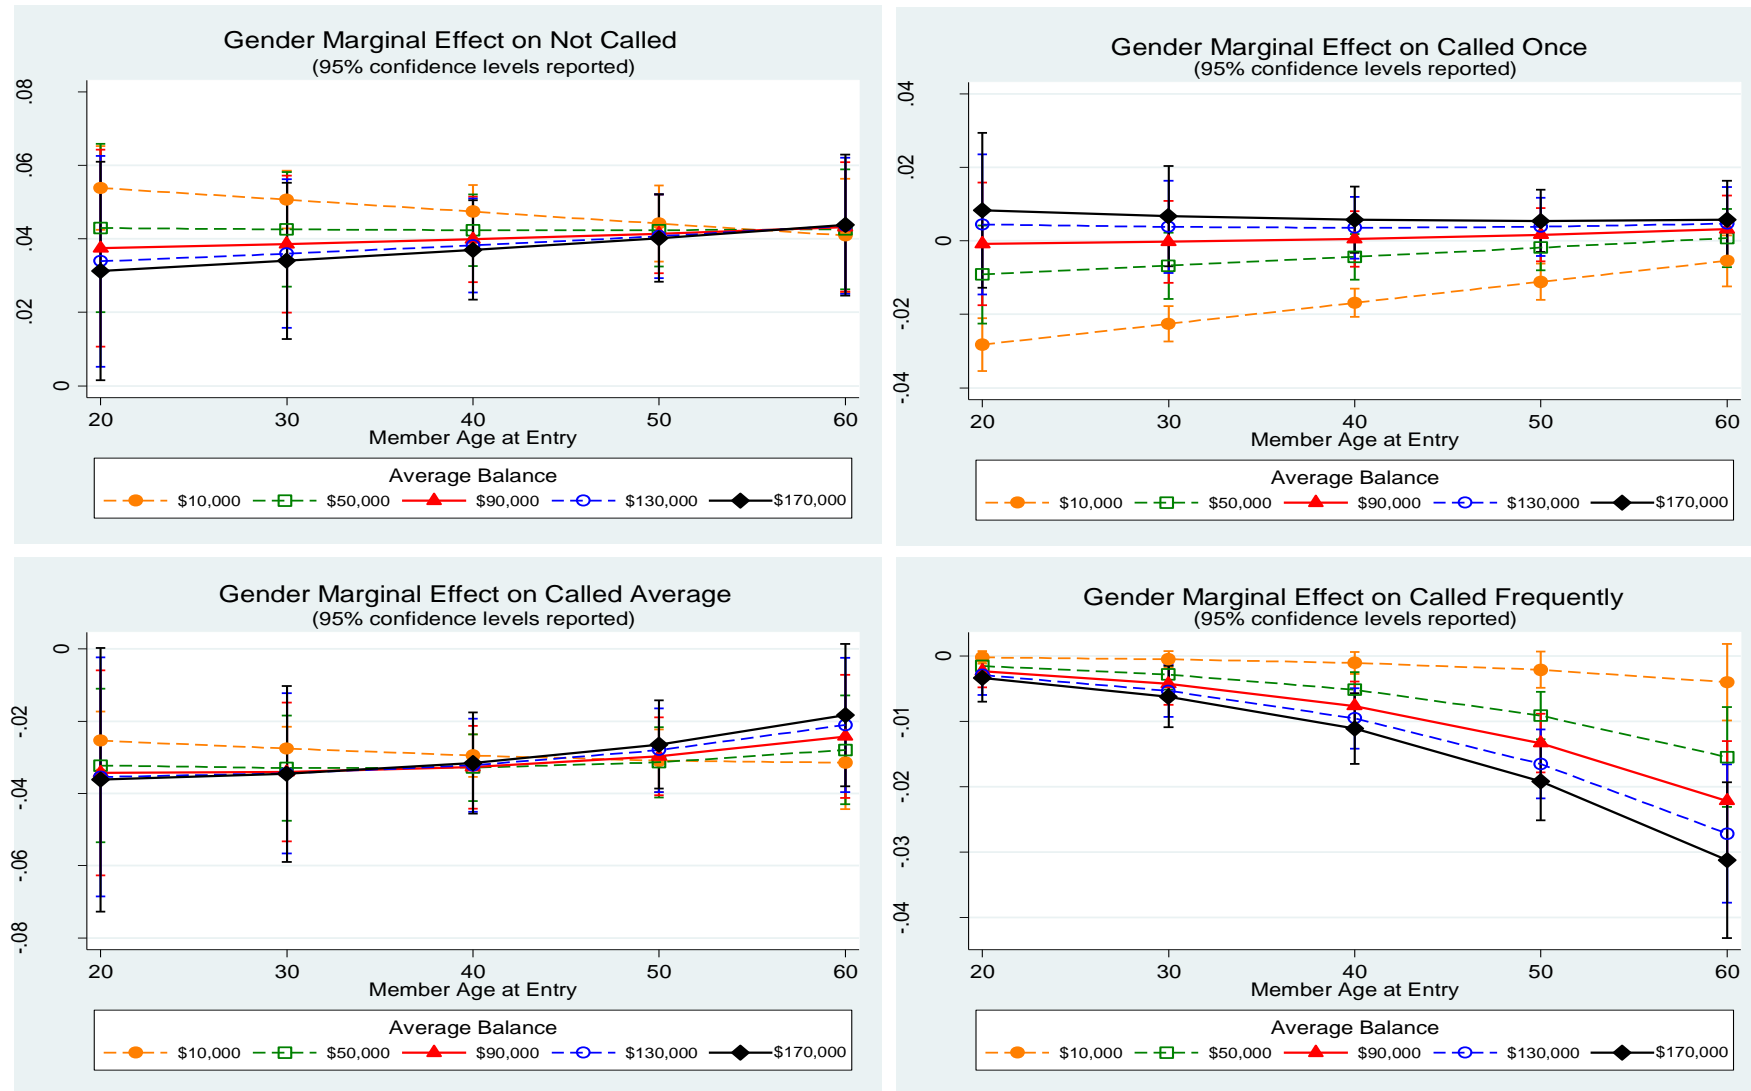 Gender Marginal Effect on Not Called
(95% confidence levels reported)
.08
.06
.04
.02
0
20 30 40 50 60
Member Age at Entry
Average Balance
$10,000 $50,000 $90,000 $130,000 $170,000
Gender Marginal Effect on Called Once
(95% confidence levels reported)
.04
.02
0
-.02
-.04
20 30 40 50 60
Member Age at Entry
Average Balance
$10,000 $50,000 $90,000 $130,000 $170,000
Gender Marginal Effect on Called Average
(95% confidence levels reported)
0
-.02
-.04
-.06
-.08
20 30 40 50 60
Member Age at Entry
Average Balance
$10,000 $50,000 $90,000 $130,000 $170,000
Gender Marginal Effect on Called Frequently
(95% confidence levels reported)
0
-.01
-.02
-.03
-.04
20 30 40 50 60
Member Age at Entry
Average Balance
$10,000 $50,000 $90,000 $130,000 $170,000